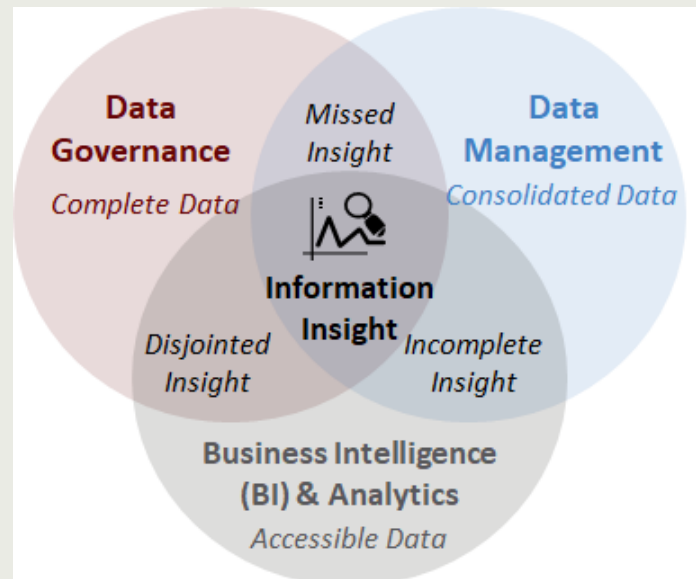 Data
Governance
Complete Data
Missed
Insight
Data
Management
Consolidated Data
Information
Insight
Disjointed
Insight
Incomplete
Insight
Business Intelligence
(BI) & Analytics
Accessible Data